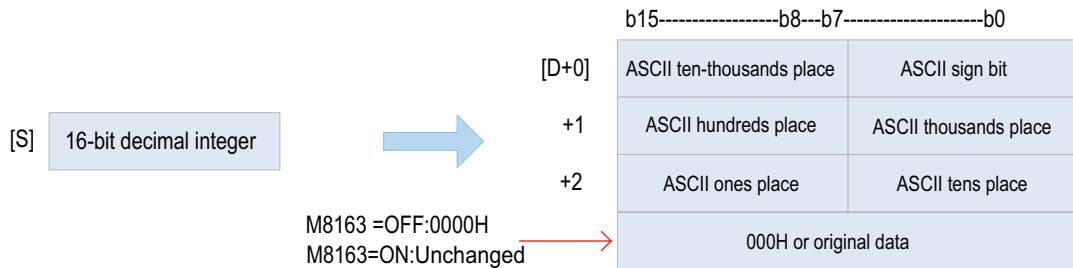 b15------------------b8---b7---------------------b0
[D+0] ASCII ten-thousands place ASCII sign bit
[S] 16-bit decimal integer
+1 ASCII hundreds place ASCII thousands place
+2 ASCII ones place ASCII tens place
M8163 =OFF:0000H
M8163=ON:Unchanged
000H or original data